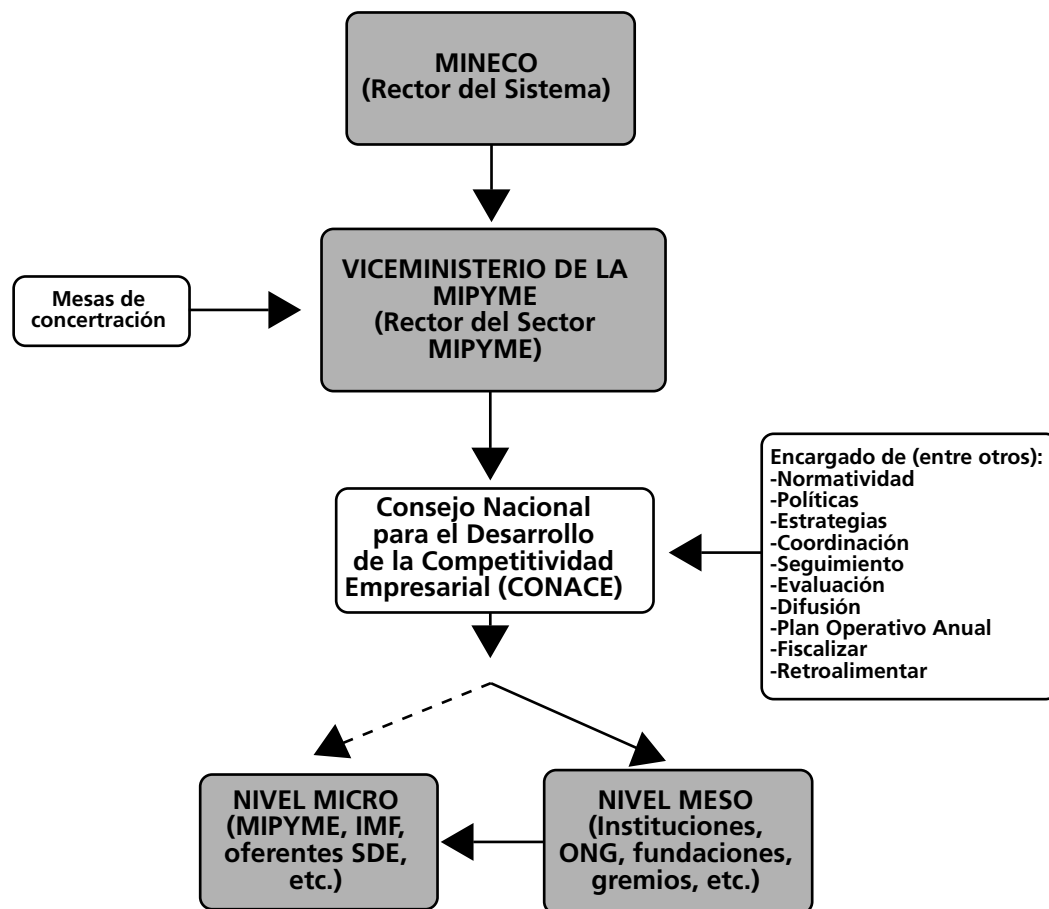 MINECO
(Rector del Sistema)
VICEMINISTERIO DE LA
MIPYME
(Rector del Sector
MIPYME)
Mesas de
concertración
Consejo Nacional
para el Desarrollo
de la Competitividad
Empresarial (CONACE)
Encargado de (entre otros):
-Normatividad
-Políticas
-Estrategias
-Coordinación
-Seguimiento
-Evaluación
-Difusión
-Plan Operativo Anual
-Fiscalizar
-Retroalimentar
NIVEL MICRO
(MIPYME, IMF,
oferentes SDE,
etc.)
NIVEL MESO
(Instituciones,
ONG, fundaciones,
gremios, etc.)